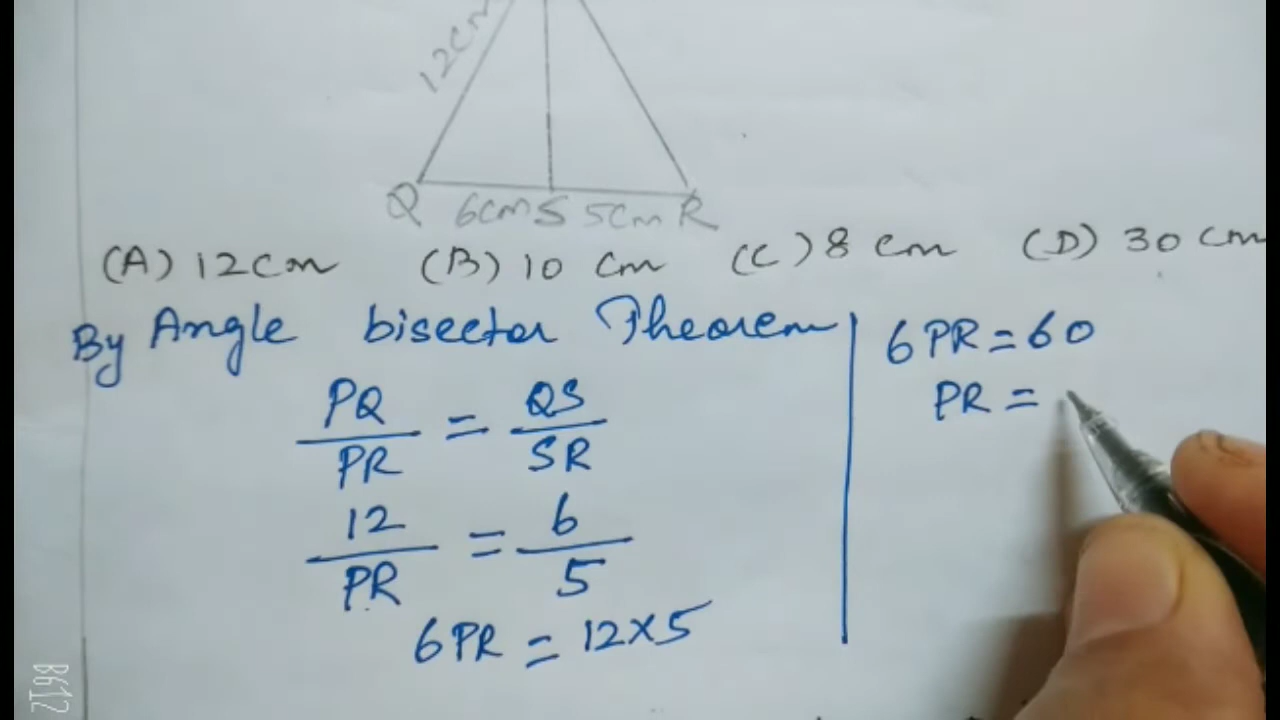 12cm
Q 6cm S 5cm R
(A) 12cm (B) 10 cm (C) 8 cm (D) 30 cm
By Angle bisector Theorem
PQ/PR = QS/SR
12/PR = 6/5
6PR = 12×5
6PR = 60
PR =
B612